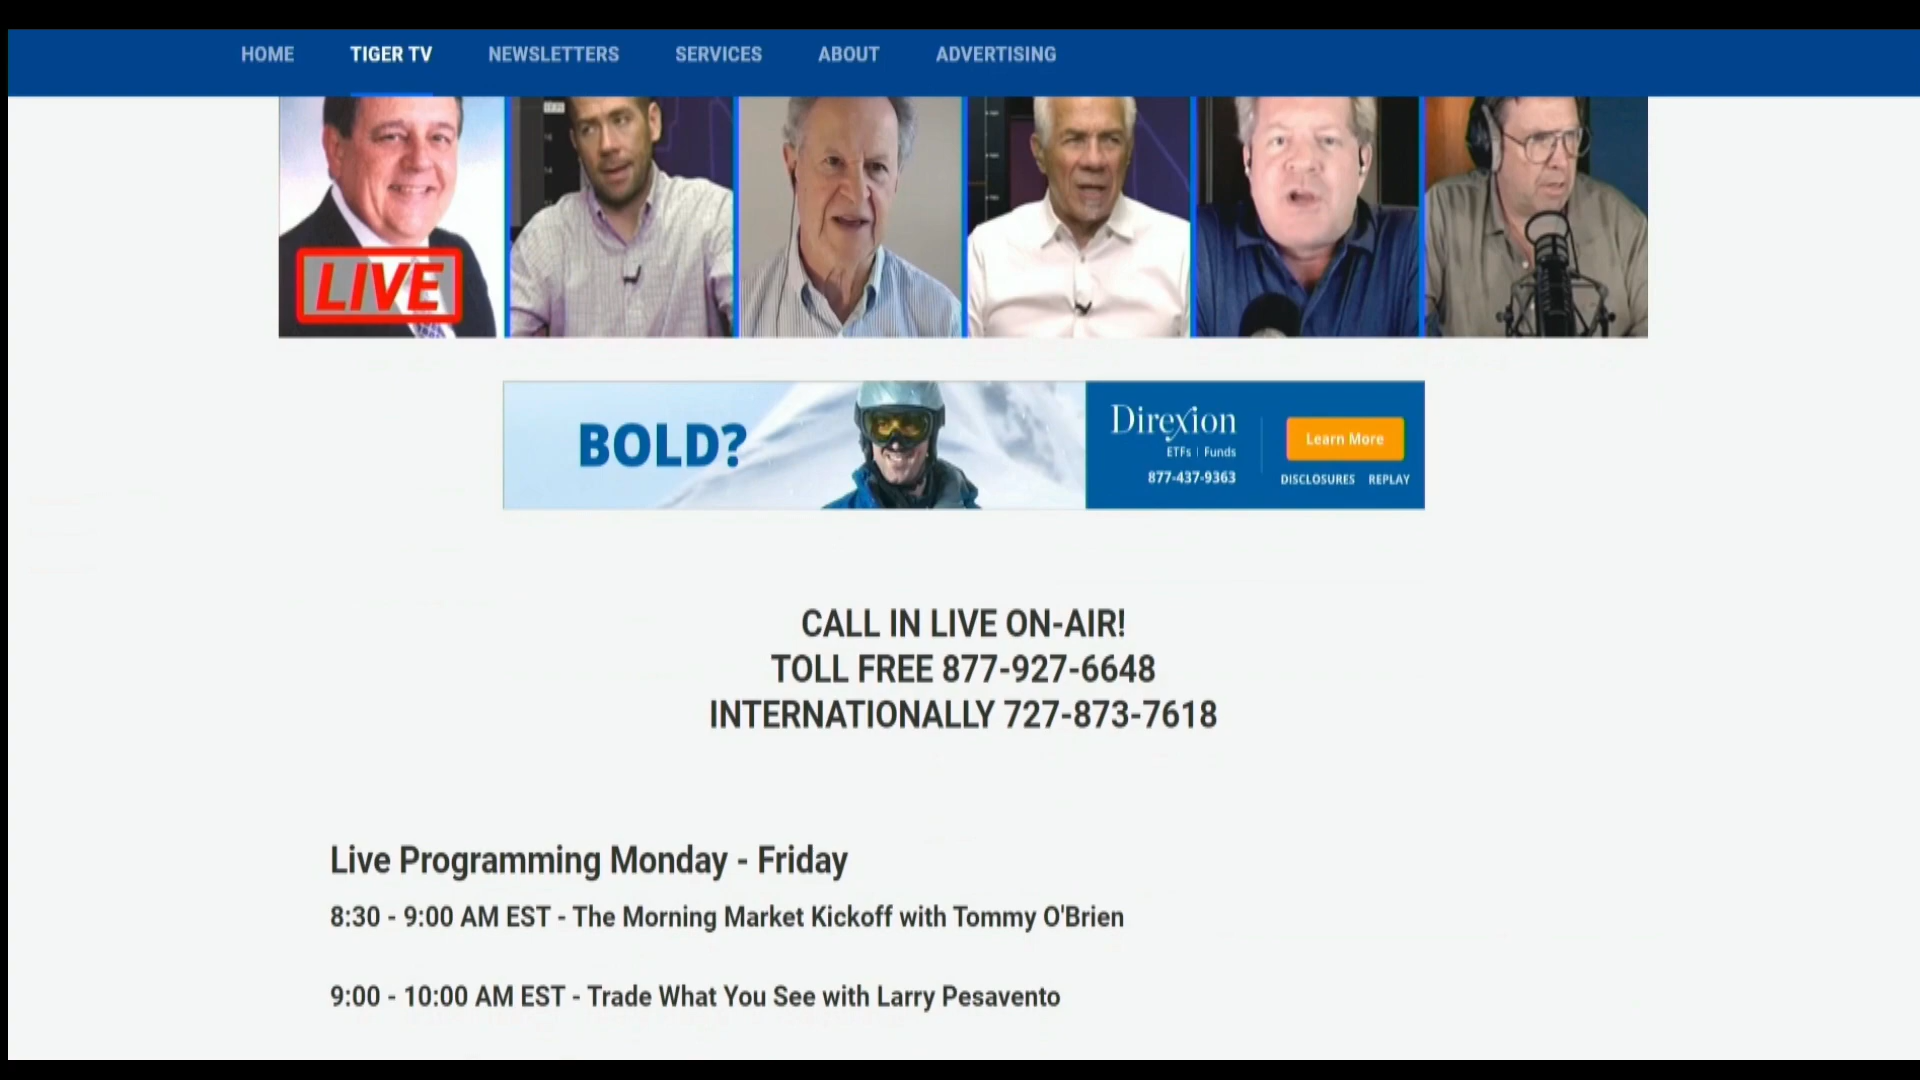 HOME TIGER TV NEWSLETTERS SERVICES ABOUT ADVERTISING
LIVE
BOLD?
Direxion
ETFs | Funds
877-437-9363
Learn More
DISCLOSURES REPLAY
CALL IN LIVE ON-AIR!
TOLL FREE 877-927-6648
INTERNATIONALLY 727-873-7618
Live Programming Monday - Friday
8:30 - 9:00 AM EST - The Morning Market Kickoff with Tommy O'Brien
9:00 - 10:00 AM EST - Trade What You See with Larry Pesavento